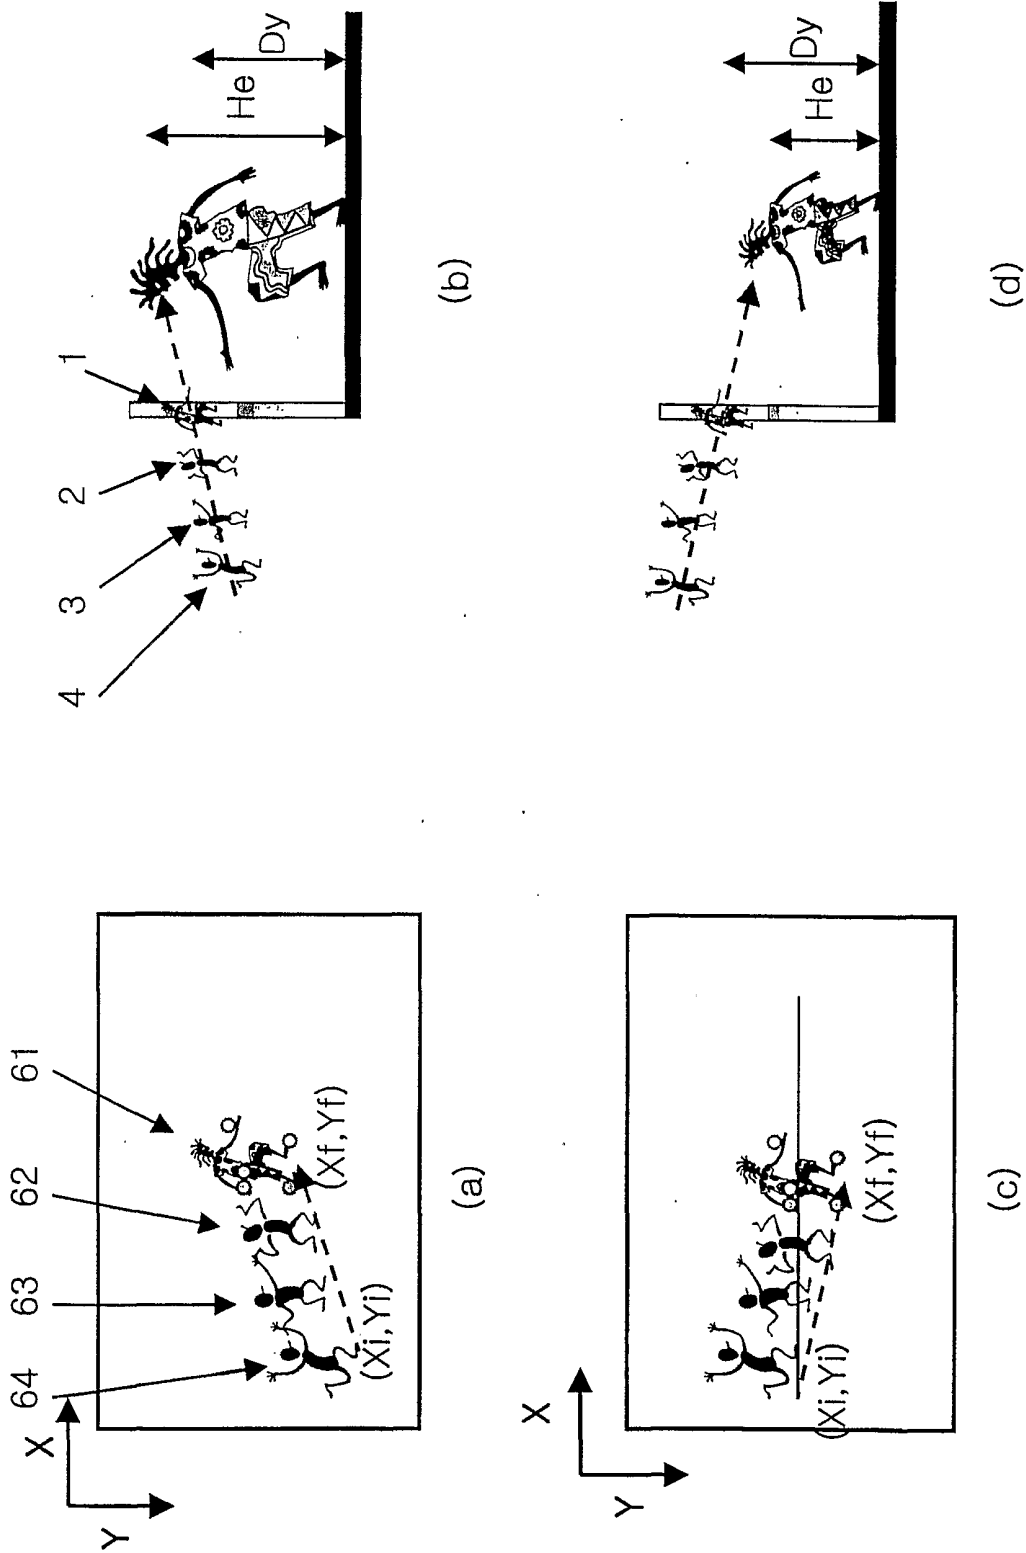 X
Y
64
63
62
61
(Xi,Yi)
(Xf,Yf)
(a)
4
3
2
1
He
Dy
(b)
X
Y
(Xi,Yi)
(Xf,Yf)
(c)
He
Dy
(d)